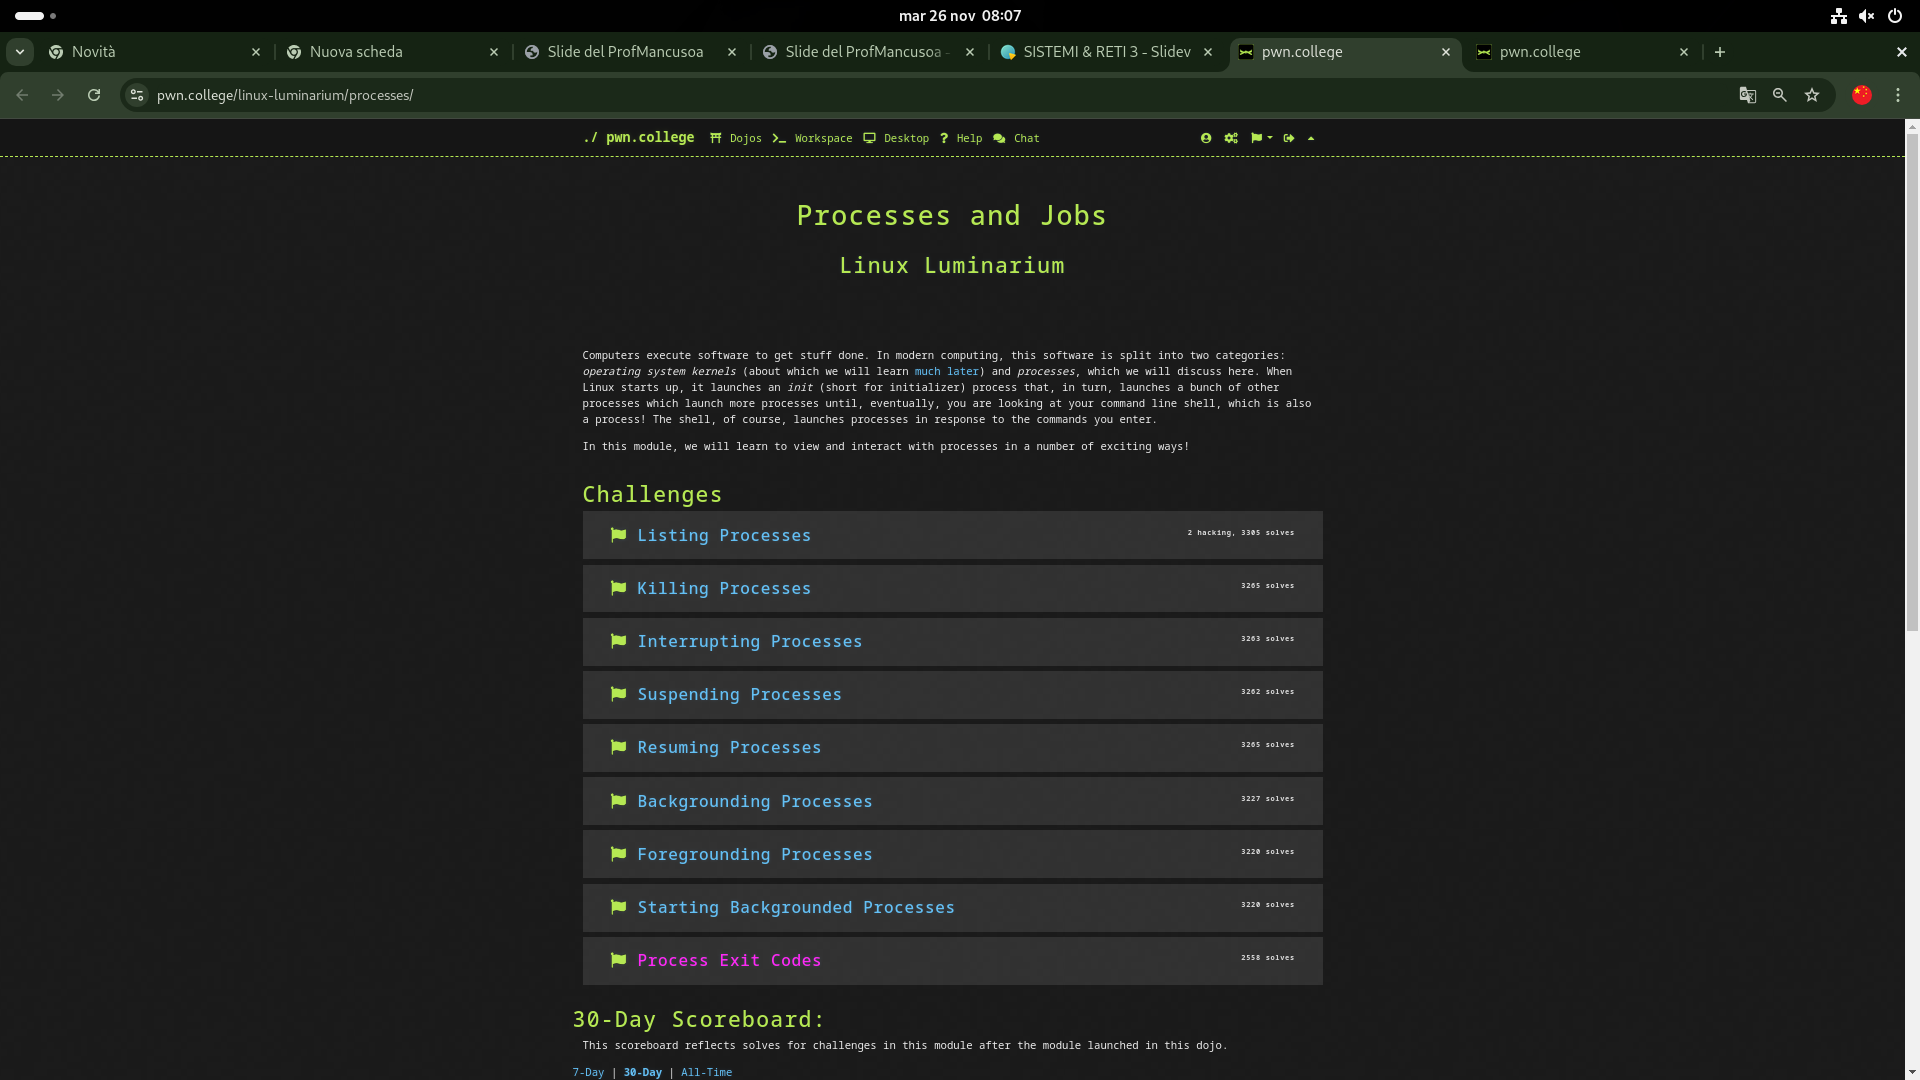 mar 26 nov 08:07
Novità
Nuova scheda
Slide del ProfMancusoa
Slide del ProfMancusoa -
SISTEMI & RETI 3 - Slidev
pwn.college
pwn.college
pwn.college/linux-luminarium/processes/
./ pwn.college Dojos Workspace Desktop Help Chat
Processes and Jobs
Linux Luminarium
Computers execute software to get stuff done. In modern computing, this software is split into two categories:
operating system kernels (about which we will learn much later) and processes, which we will discuss here. When
Linux starts up, it launches an init (short for initializer) process that, in turn, launches a bunch of other
processes which launch more processes until, eventually, you are looking at your command line shell, which is also
a process! The shell, of course, launches processes in response to the commands you enter.
In this module, we will learn to view and interact with processes in a number of exciting ways!
Challenges
Listing Processes 2 hacking, 3305 solves
Killing Processes 3265 solves
Interrupting Processes 3263 solves
Suspending Processes 3262 solves
Resuming Processes 3265 solves
Backgrounding Processes 3227 solves
Foregrounding Processes 3220 solves
Starting Backgrounded Processes 3220 solves
Process Exit Codes 2558 solves
30-Day Scoreboard:
This scoreboard reflects solves for challenges in this module after the module launched in this dojo.
7-Day | 30-Day | All-Time